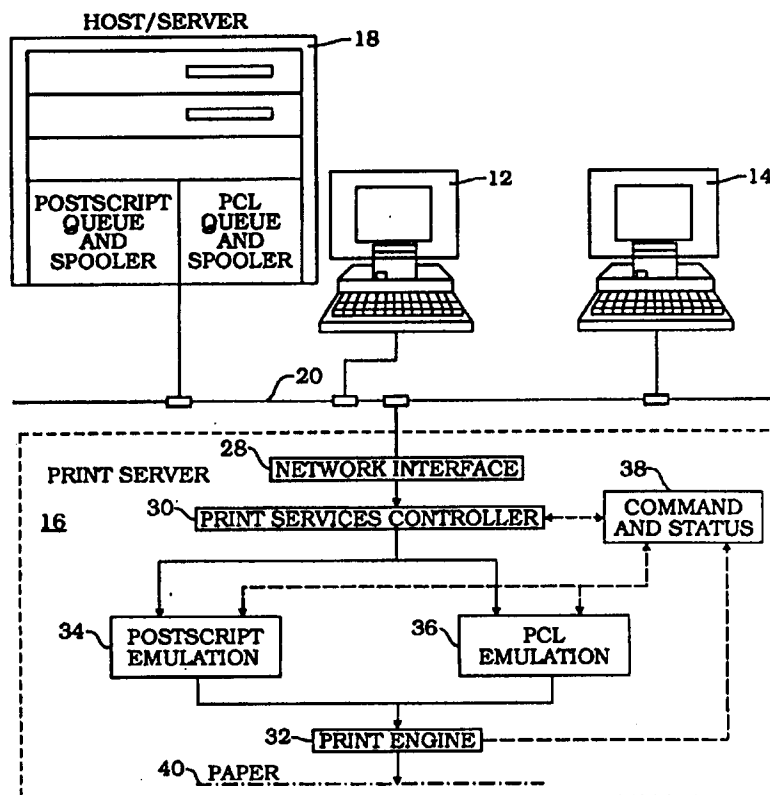 HOST/SERVER
18
POSTSCRIPT
QUEUE
AND
SPOOLER
PCL
QUEUE
AND
SPOOLER
12
14
20
PRINT SERVER
16
28
NETWORK INTERFACE
30
PRINT SERVICES CONTROLLER
38
COMMAND
AND STATUS
34
POSTSCRIPT
EMULATION
36
PCL
EMULATION
32
PRINT ENGINE
40
PAPER